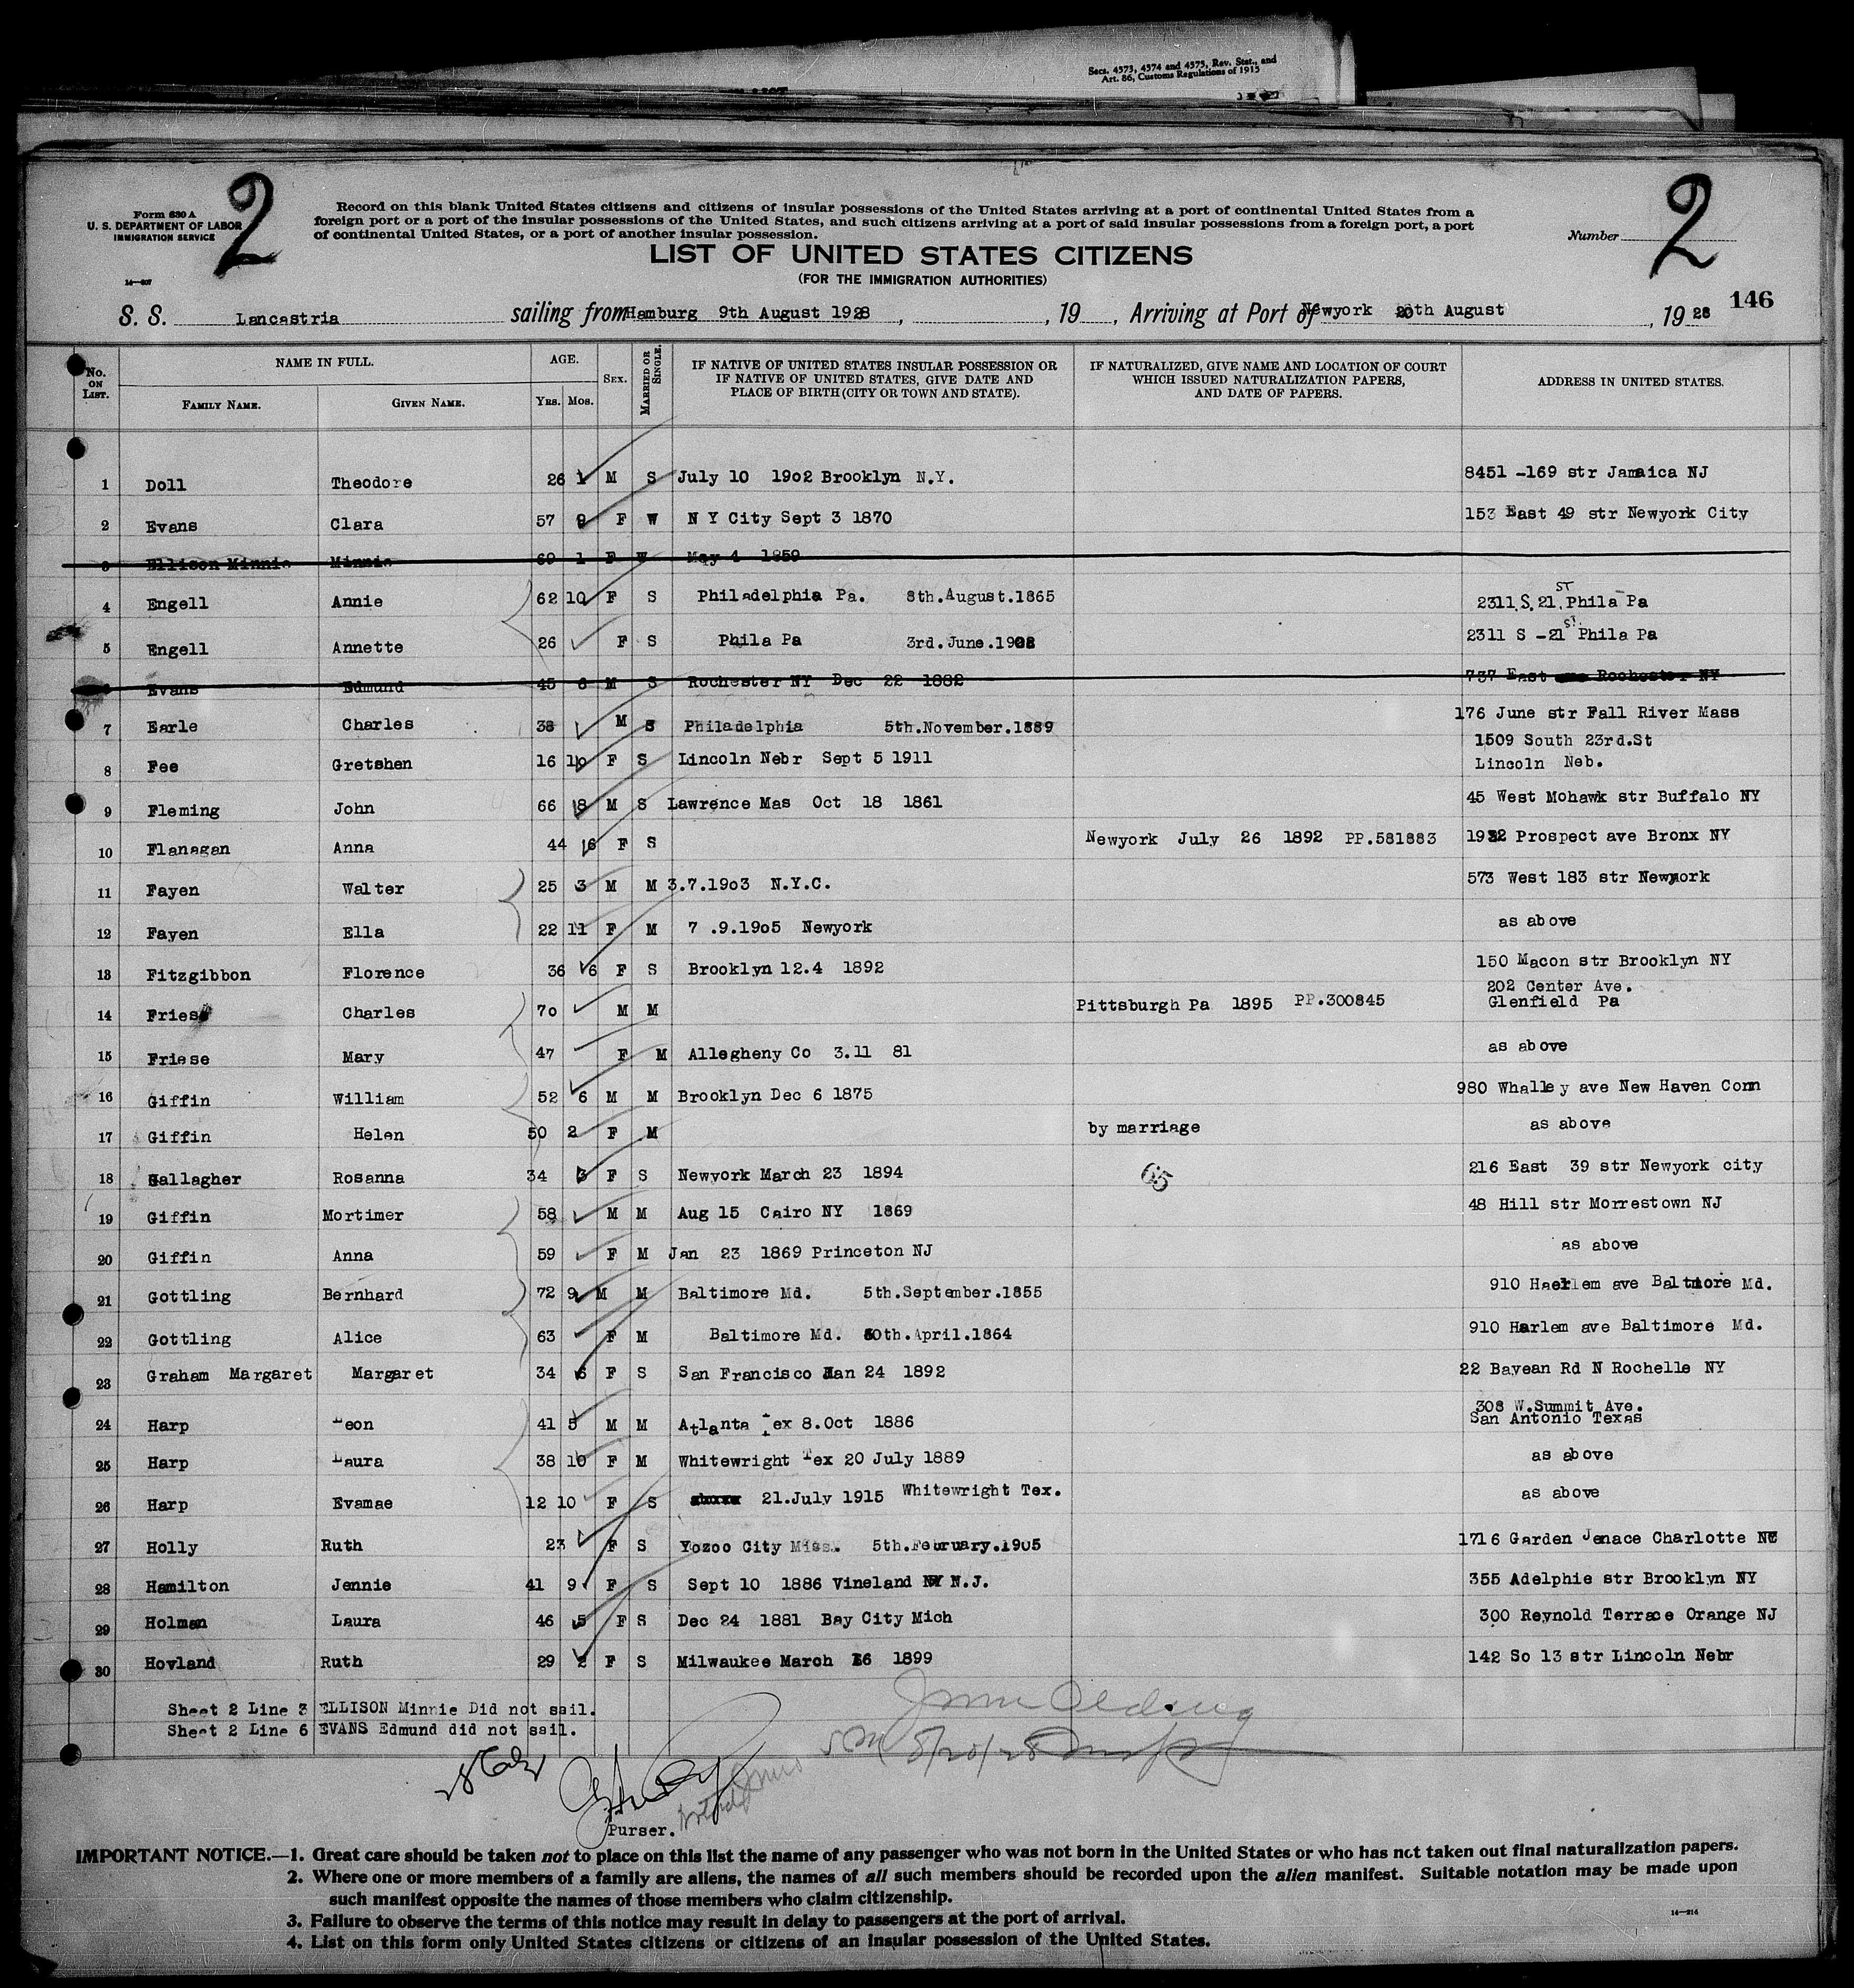 Secs. 4573, 4574 and 4575, Rev. Stat., and
Art. 86, Customs Regulations of 1915
2
2
Form 630 A
U. S. DEPARTMENT OF LABOR
IMMIGRATION SERVICE
14—607
Record on this blank United States citizens and citizens of insular possessions of the United States arriving at a port of continental United States from a
foreign port or a port of the insular possessions of the United States, and such citizens arriving at a port of said insular possessions from a foreign port, a port
of continental United States, or a port of another insular possession.
Number
LIST OF UNITED STATES CITIZENS
(FOR THE IMMIGRATION AUTHORITIES)
146
S. S. Lancastria sailing from Hamburg 9th August 1928, , 19 , Arriving at Port of Newyork 20th August , 19 28
No. ON LIST. NAME IN FULL. AGE. SEX. MARRIED OR SINGLE. IF NATIVE OF UNITED STATES INSULAR POSSESSION OR IF NATIVE OF UNITED STATES, GIVE DATE AND PLACE OF BIRTH (CITY OR TOWN AND STATE). IF NATURALIZED, GIVE NAME AND LOCATION OF COURT WHICH ISSUED NATURALIZATION PAPERS, AND DATE OF PAPERS. ADDRESS IN UNITED STATES.
FAMILY NAME. GIVEN NAME. YRS. MOS.
1 Doll Theodore 26 1 M S July 10 1902 Brooklyn N.Y. 8451 -169 str Jamaica NJ
2 Evans Clara 57 9 F W N Y City Sept 3 1870 153 East 49 str Newyork City
3 Ellison Minnie Minnie 69 1 F W May 4 1859
4 Engell Annie 62 10 F S Philadelphia Pa. 8th.August.1865 2311 S. 21 ST Phila Pa
5 Engell Annette 26 F S Phila Pa 3rd.June.1902 2311 S -21 St. Phila Pa
Evans Edmund 45 8 M S Rochester NY Dec 22 1882 737 East Rochester NY
7 Earle Charles 38 M S Philadelphia 5th.November.1889 176 June str Fall River Mass
8 Fee Gretshen 16 10 F S Lincoln Nebr Sept 5 1911 1509 South 23rd.St
Lincoln Neb.
9 Fleming John 66 8 M S Lawrence Mas Oct 18 1861 45 West Mohawk str Buffalo NY
10 Flanagan Anna 44 6 F S Newyork July 26 1892 PP.581883 1932 Prospect ave Bronx NY
11 Fayen Walter 25 3 M M 3.7.1903 N.Y.C. 573 West 183 str Newyork
12 Fayen Ella 22 11 F M 7 .9.1905 Newyork as above
13 Fitzgibbon Florence 36 6 F S Brooklyn 12.4 1892 150 Macon str Brooklyn NY
14 Friese Charles 70 M M Pittsburgh Pa 1895 PP.300845 202 Center Ave.
Glenfield Pa
15 Friese Mary 47 F M Allegheny Co 3.11 81 as above
16 Giffin William 52 6 M M Brooklyn Dec 6 1875 980 Whalley ave New Haven Conn
17 Giffin Helen 50 2 F M by marriage as above
18 Gallagher Rosanna 34 3 F S Newyork March 23 1894 65 216 East 39 str Newyork city
19 Giffin Mortimer 58 M M Aug 15 Cairo NY 1869 48 Hill str Morrestown NJ
20 Giffin Anna 59 F M Jan 23 1869 Princeton NJ as above
21 Gottling Bernhard 72 9 M M Baltimore Md. 5th.September.1855 910 Haerlem ave Baltmore Md.
22 Gottling Alice 63 F M Baltimore Md. 30th.April.1864 910 Harlem ave Baltimore Md.
23 Graham Margaret Margaret 34 6 F S San Francisco Jan 24 1892 22 Bavean Rd N Rochelle NY
24 Harp Leon 41 5 M M Atlanta Tex 8.Oct 1886 308 W.Summit Ave.
San Antonio Texas
25 Harp Laura 38 10 F M Whitewright Tex 20 July 1889 as above
26 Harp Evamae 12 10 F S 21.July 1915 Whitewright Tex. as above
27 Holly Ruth 23 F S Yozoo City Miss. 5th.February.1905 1716 Garden Jenace Charlotte NC
28 Hamilton Jennie 41 9 F S Sept 10 1886 Vineland NY N.J. 355 Adelphie str Brooklyn NY
29 Holman Laura 46 5 F S Dec 24 1881 Bay City Mich 300 Reynold Terrace Orange NJ
30 Hovland Ruth 29 2 F S Milwaukee March 16 1899 142 So 13 str Lincoln Nebr
Sheet 2 Line 3 ELLISON Minnie Did not sail.
Sheet 2 Line 6 EVANS Edmund did not sail.
8/20/28
Purser.
IMPORTANT NOTICE.—1. Great care should be taken not to place on this list the name of any passenger who was not born in the United States or who has not taken out final naturalization papers.
2. Where one or more members of a family are aliens, the names of all such members should be recorded upon the alien manifest. Suitable notation may be made upon
such manifest opposite the names of those members who claim citizenship.
3. Failure to observe the terms of this notice may result in delay to passengers at the port of arrival.
4. List on this form only United States citizens or citizens of an insular possession of the United States.
14—214